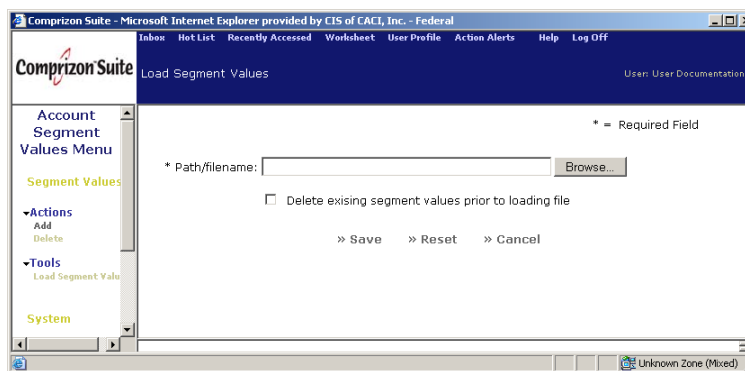 Comprizon Suite - Microsoft Internet Explorer provided by CIS of CACI, Inc. - Federal
Inbox Hot List Recently Accessed Worksheet User Profile Action Alerts Help Log Off
Comprizon Suite
Load Segment Values
User: User Documentation
Account
Segment
Values Menu
Segment Values
Actions
Add
Delete
Tools
Load Segment Valu
System
* = Required Field
* Path/filename:
Browse...
Delete exising segment values prior to loading file
» Save » Reset » Cancel
Unknown Zone (Mixed)